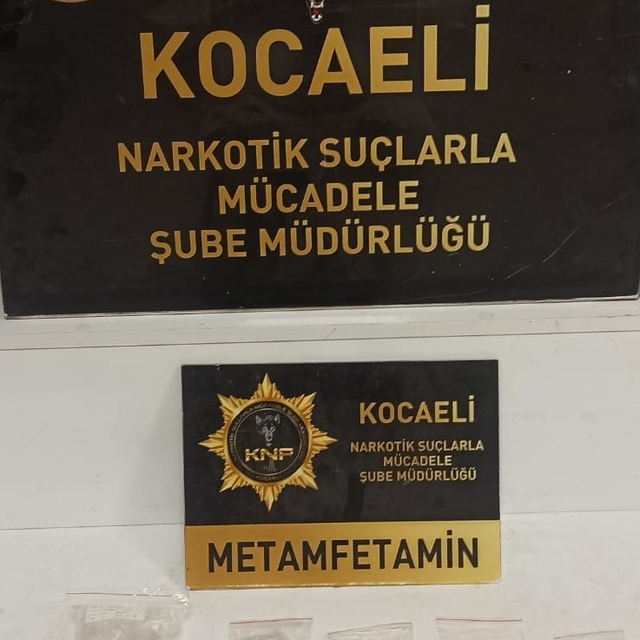 KOCAELİ
NARKOTİK SUÇLARLA
MÜCADELE
ŞUBE MÜDÜRLÜĞÜ
KNP
KOCAELİ
NARKOTİK SUÇLARLA
MÜCADELE
ŞUBE MÜDÜRLÜĞÜ
METAMFETAMİN